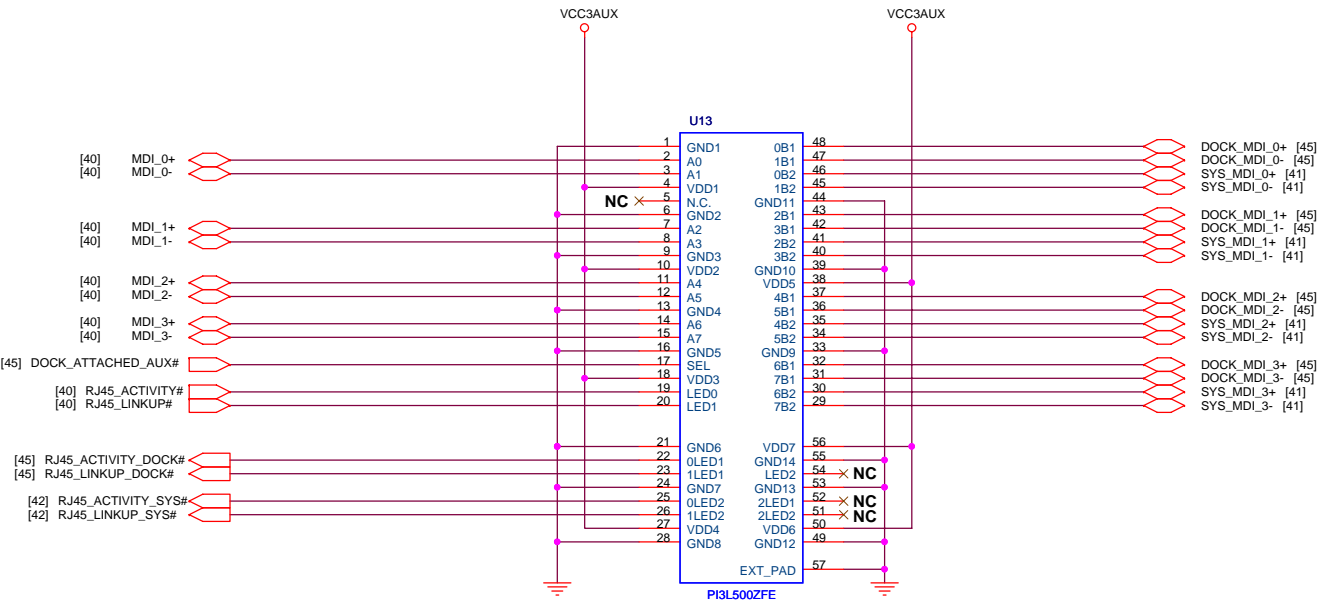 VCC3AUX VCC3AUX
U13
1 GND1 0B1 48 DOCK_MDI_0+ [45]
[40] MDI_0+ 2 A0 1B1 47 DOCK_MDI_0- [45]
[40] MDI_0- 3 A1 0B2 46 SYS_MDI_0+ [41]
4 VDD1 1B2 45 SYS_MDI_0- [41]
NC 5 N.C. GND11 44
6 GND2 2B1 43 DOCK_MDI_1+ [45]
[40] MDI_1+ 7 A2 3B1 42 DOCK_MDI_1- [45]
[40] MDI_1- 8 A3 2B2 41 SYS_MDI_1+ [41]
9 GND3 3B2 40 SYS_MDI_1- [41]
10 VDD2 GND10 39
[40] MDI_2+ 11 A4 VDD5 38
[40] MDI_2- 12 A5 4B1 37 DOCK_MDI_2+ [45]
13 GND4 5B1 36 DOCK_MDI_2- [45]
[40] MDI_3+ 14 A6 4B2 35 SYS_MDI_2+ [41]
[40] MDI_3- 15 A7 5B2 34 SYS_MDI_2- [41]
16 GND5 GND9 33
[45] DOCK_ATTACHED_AUX# 17 SEL 6B1 32 DOCK_MDI_3+ [45]
18 VDD3 7B1 31 DOCK_MDI_3- [45]
[40] RJ45_ACTIVITY# 19 LED0 6B2 30 SYS_MDI_3+ [41]
[40] RJ45_LINKUP# 20 LED1 7B2 29 SYS_MDI_3- [41]
21 GND6 VDD7 56
[45] RJ45_ACTIVITY_DOCK# 22 0LED1 GND14 55
[45] RJ45_LINKUP_DOCK# 23 1LED1 LED2 54 NC
24 GND7 GND13 53
[42] RJ45_ACTIVITY_SYS# 25 0LED2 2LED1 52 NC
[42] RJ45_LINKUP_SYS# 26 1LED2 2LED2 51 NC
27 VDD4 VDD6 50
28 GND8 GND12 49
EXT_PAD 57
PI3L500ZFE